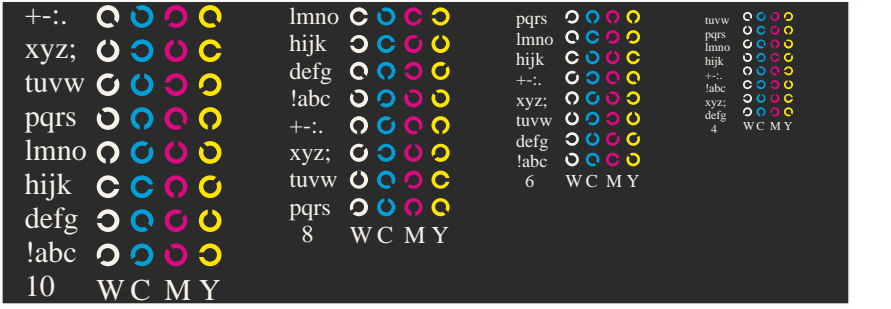 +-:.
xyz;
tuvw
pqrs
lmno
hijk
defg
!abc
10 W C M Y
lmno
hijk
defg
!abc
+-:.
xyz;
tuvw
pqrs
8 W C M Y
pqrs
lmno
hijk
+-:.
xyz;
tuvw
defg
!abc
6 W C M Y
tuvw
pqrs
lmno
hijk
+-:.
!abc
xyz;
defg
4 W C M Y